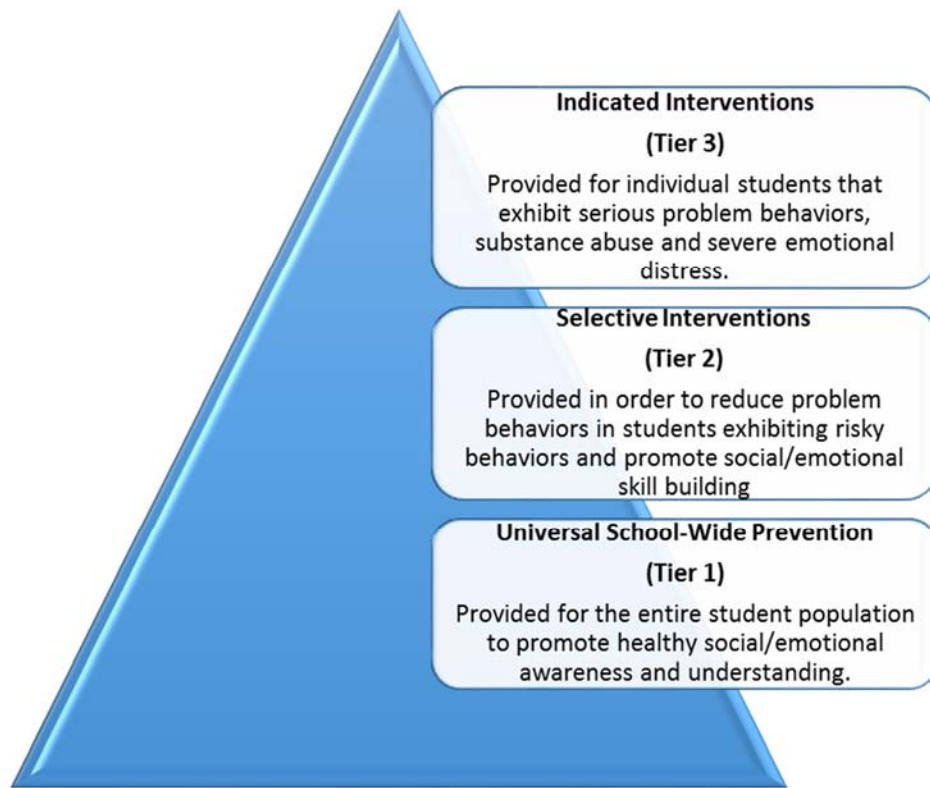 Indicated Interventions
(Tier 3)
Provided for individual students that
exhibit serious problem behaviors,
substance abuse and severe emotional
distress.
Selective Interventions
(Tier 2)
Provided in order to reduce problem
behaviors in students exhibiting risky
behaviors and promote social/emotional
skill building
Universal School-Wide Prevention
(Tier 1)
Provided for the entire student population
to promote healthy social/emotional
awareness and understanding.